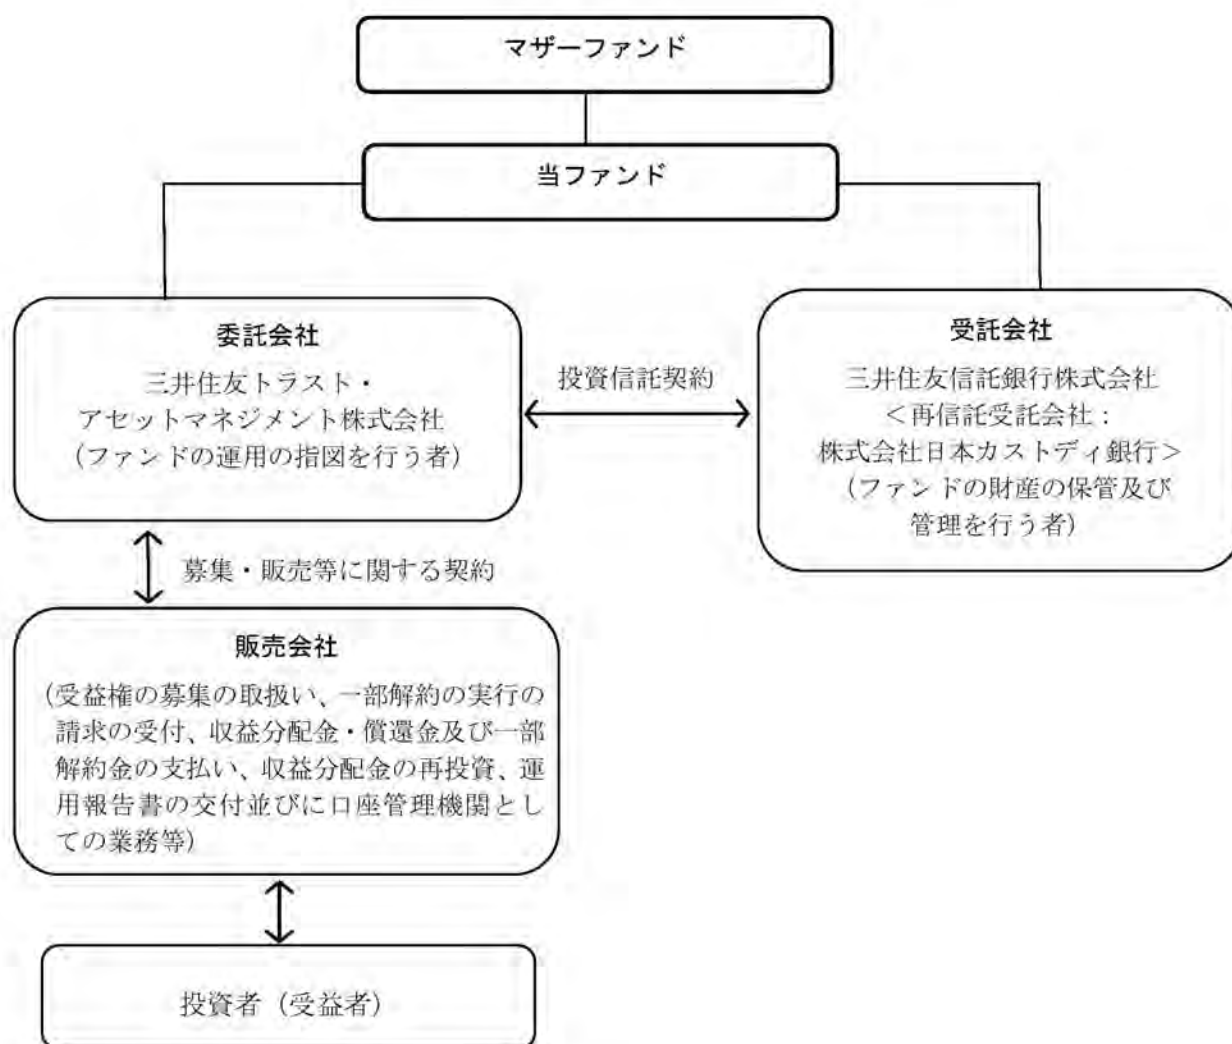 マザーファンド
当ファンド
委託会社
三井住友トラスト・
アセットマネジメント株式会社
（ファンドの運用の指図を行う者）
投資信託契約
受託会社
三井住友信託銀行株式会社
＜再信託受託会社：
株式会社日本カストディ銀行＞
（ファンドの財産の保管及び
管理を行う者）
募集・販売等に関する契約
販売会社
（受益権の募集の取扱い、一部解約の実行の
請求の受付、収益分配金・償還金及び一部
解約金の支払い、収益分配金の再投資、運
用報告書の交付並びに口座管理機関とし
ての業務等）
投資者（受益者）